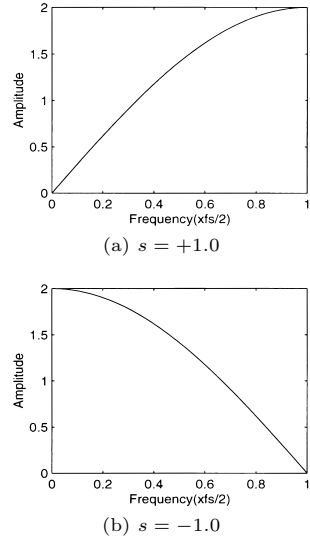 2
1.5
1
0.5
0
Amplitude
0 0.2 0.4 0.6 0.8 1
Frequency(xfs/2)
(a) s = +1.0
2
1.5
1
0.5
0
Amplitude
0 0.2 0.4 0.6 0.8 1
Frequency(xfs/2)
(b) s = −1.0